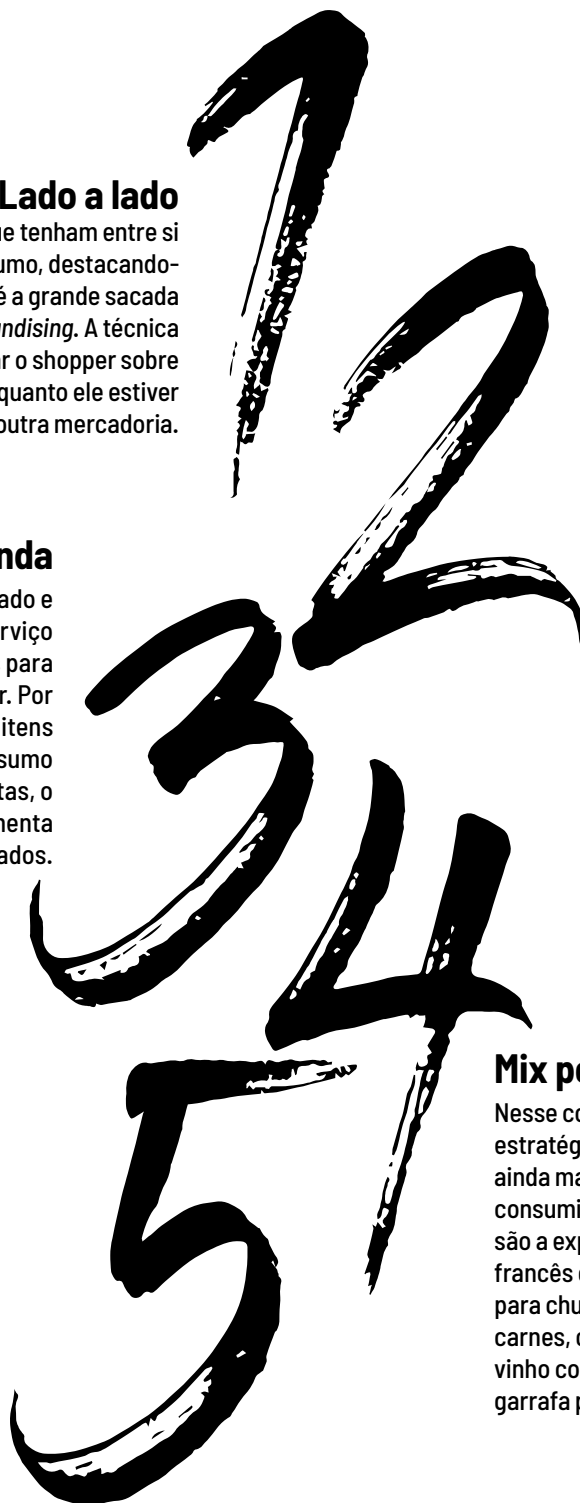 1
Lado a lado
ue tenham entre si
umo, destacando-
é a grande sacada
ndising. A técnica
ar o shopper sobre
quanto ele estiver
outra mercadoria.
2
nda
ado e
rviço
para
r. Por
itens
sumo
tas, o
menta
ados.
3
4
Mix p
Nesse co
estratég
ainda ma
consumi
são a exp
francês
para chu
carnes,
vinho co
garrafa p
5